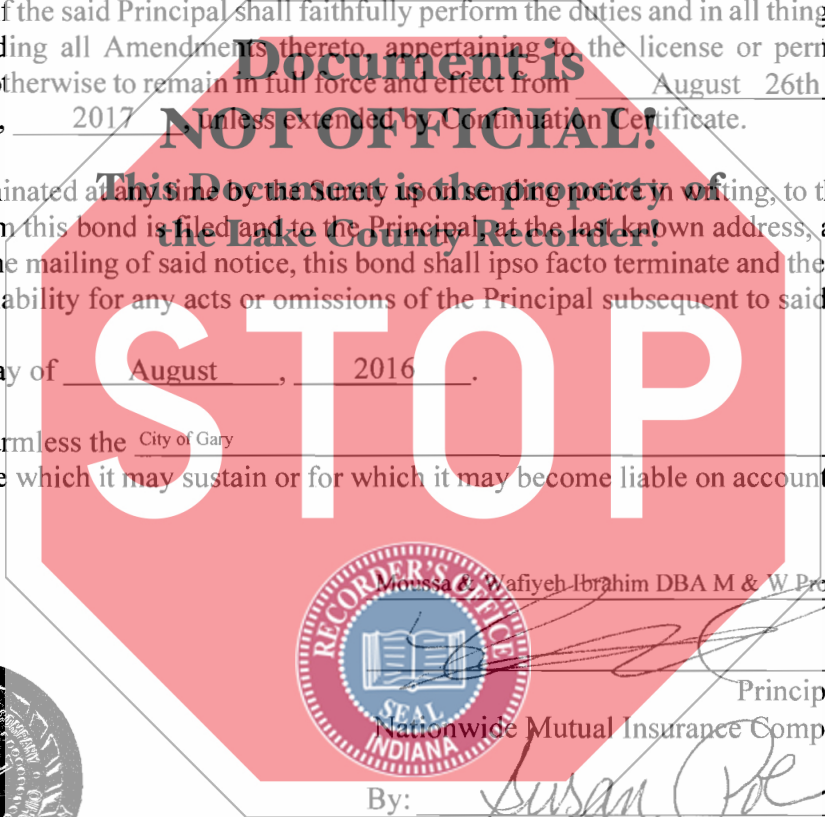 f the said Principal shall faithfully perform the duties and in all thing
ding all Amendments thereto, appertaining to the license or perm
Document is
therwise to remain in full force and effect from August 26th
, 2017 , unless extended by Continuation Certificate.
NOT OFFICIAL!
inated at any time by the Surety upon sending notice in writing, to th
This Document is the property of
m this bond is filed and to the Principal, at the last known address, a
the Lake County Recorder!
e mailing of said notice, this bond shall ipso facto terminate and the
ability for any acts or omissions of the Principal subsequent to said
STOP
ay of August , 2016 .
rmless the City of Gary
e which it may sustain or for which it may become liable on account
RECORDER'S OFFICE
Moussa & Wafiyeh Ibrahim DBA M & W Pro
SEAL
INDIANA
Princip
Nationwide Mutual Insurance Comp
By: Susan Poe